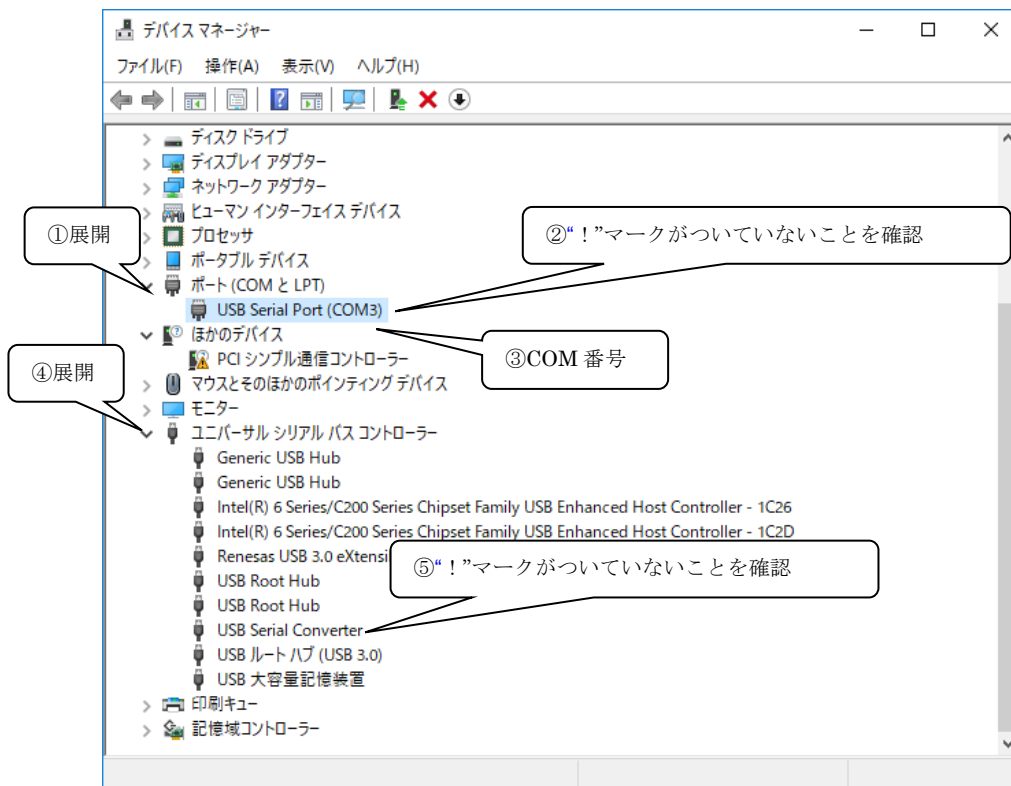 デバイス マネージャー
ファイル(F) 操作(A) 表示(V) ヘルプ(H)
ディスク ドライブ
ディスプレイ アダプター
ネットワーク アダプター
ヒューマン インターフェイス デバイス
①展開
プロセッサ
②“！”マークがついていないことを確認
ポータブル デバイス
ポート (COM と LPT)
USB Serial Port (COM3)
ほかのデバイス
PCI シンプル通信コントローラー
③COM 番号
④展開
マウスとそのほかのポインティング デバイス
モニター
ユニバーサル シリアル バス コントローラー
Generic USB Hub
Generic USB Hub
Intel(R) 6 Series/C200 Series Chipset Family USB Enhanced Host Controller - 1C26
Intel(R) 6 Series/C200 Series Chipset Family USB Enhanced Host Controller - 1C2D
Renesas USB 3.0 eXtensi
⑤“！”マークがついていないことを確認
USB Root Hub
USB Root Hub
USB Serial Converter
USB ルート ハブ (USB 3.0)
USB 大容量記憶装置
印刷キュー
記憶域コントローラー